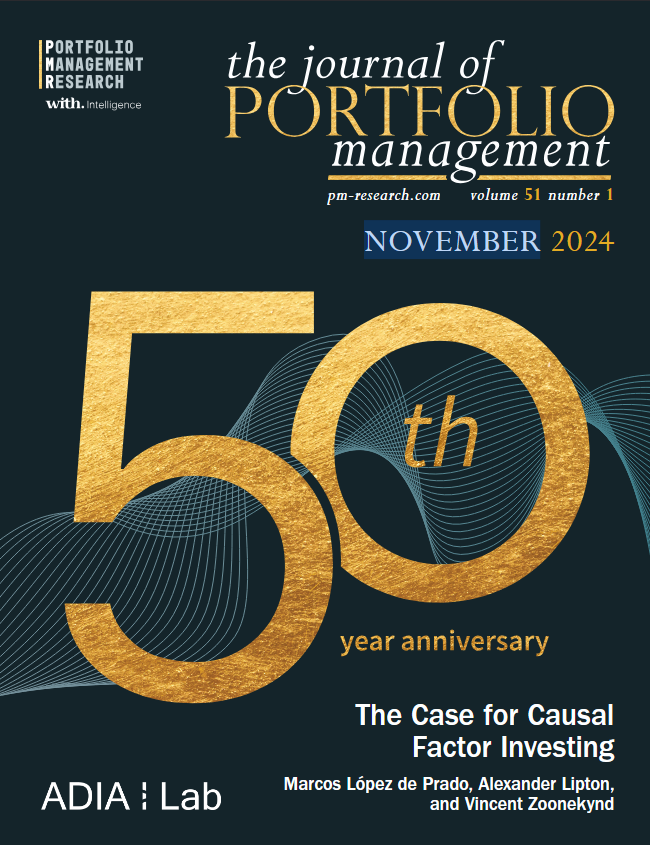 PORTFOLIO
MANAGEMENT
RESEARCH
with. Intelligence
the journal of
PORTFOLIO
management
pm-research.com volume 51 number 1
NOVEMBER 2024
50th
year anniversary
The Case for Causal
Factor Investing
Marcos López de Prado, Alexander Lipton,
and Vincent Zoonekynd
ADIA Lab